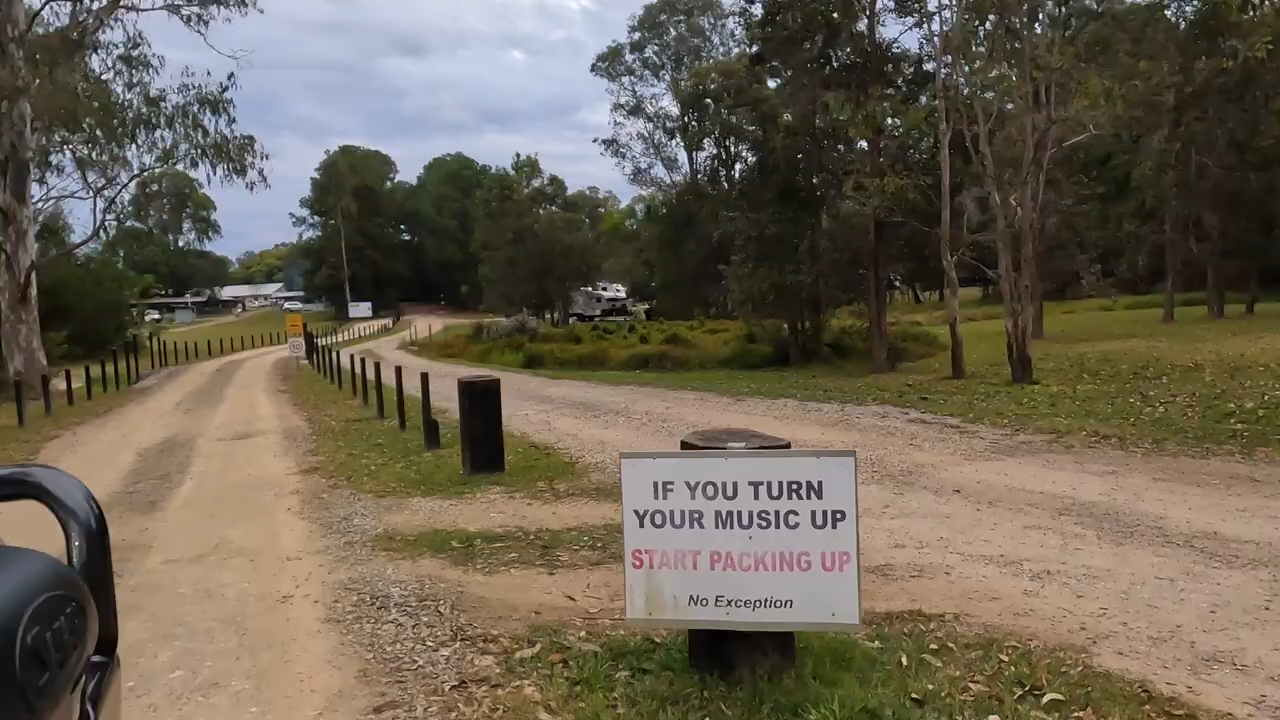 10
IF YOU TURN
YOUR MUSIC UP
START PACKING UP
No Exception